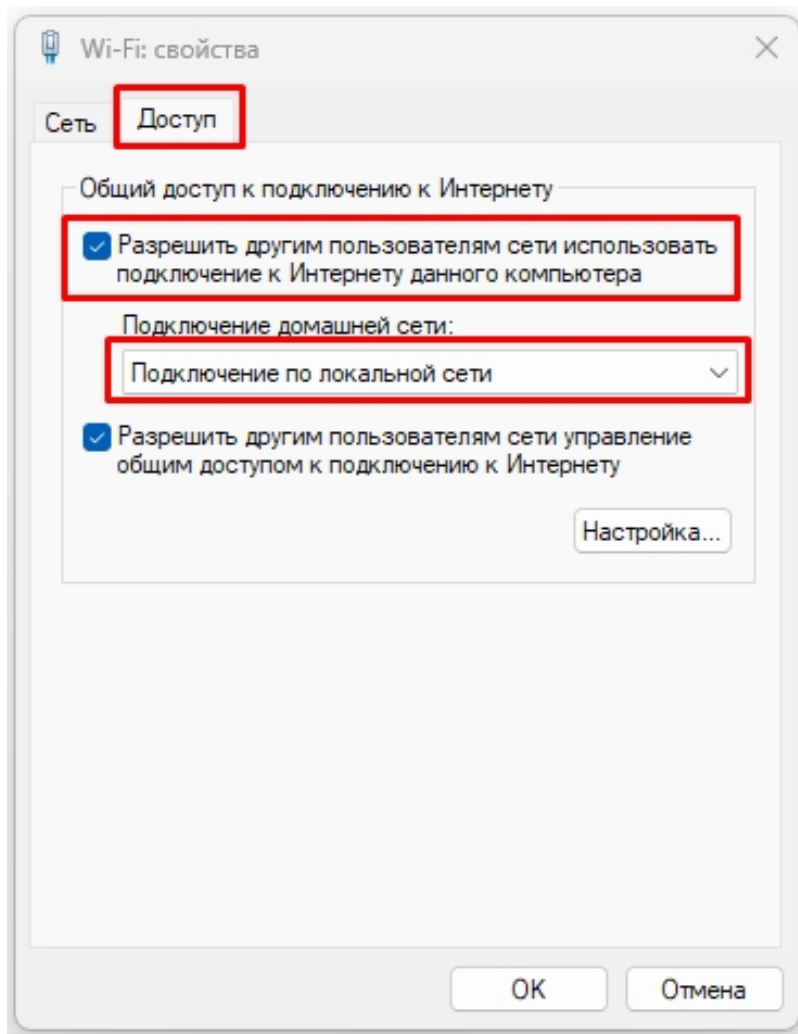 Wi-Fi: свойства
Сеть
Доступ
Общий доступ к подключению к Интернету
Разрешить другим пользователям сети использовать
подключение к Интернету данного компьютера
Подключение домашней сети:
Подключение по локальной сети
Разрешить другим пользователям сети управление
общим доступом к подключению к Интернету
Настройка...
OK
Отмена